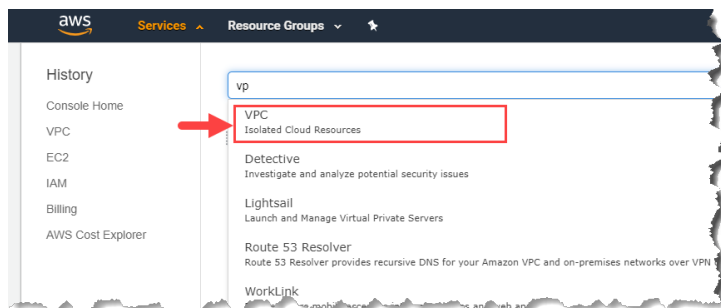 aws
Services
Resource Groups
History
Console Home
VPC
EC2
IAM
Billing
AWS Cost Explorer
vp
VPC
Isolated Cloud Resources
Detective
Investigate and analyze potential security issues
Lightsail
Launch and Manage Virtual Private Servers
Route 53 Resolver
Route 53 Resolver provides recursive DNS for your Amazon VPC and on-premises networks over VPN
WorkLink